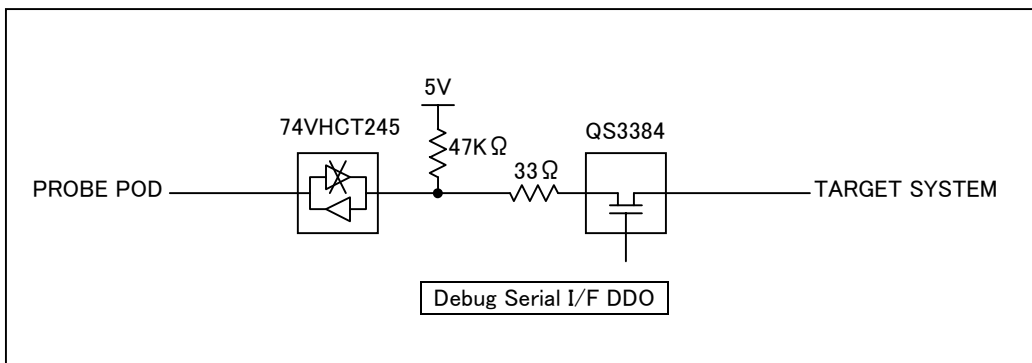 5V
74VHCT245
QS3384
47KΩ
33Ω
PROBE POD
TARGET SYSTEM
Debug Serial I/F DDO